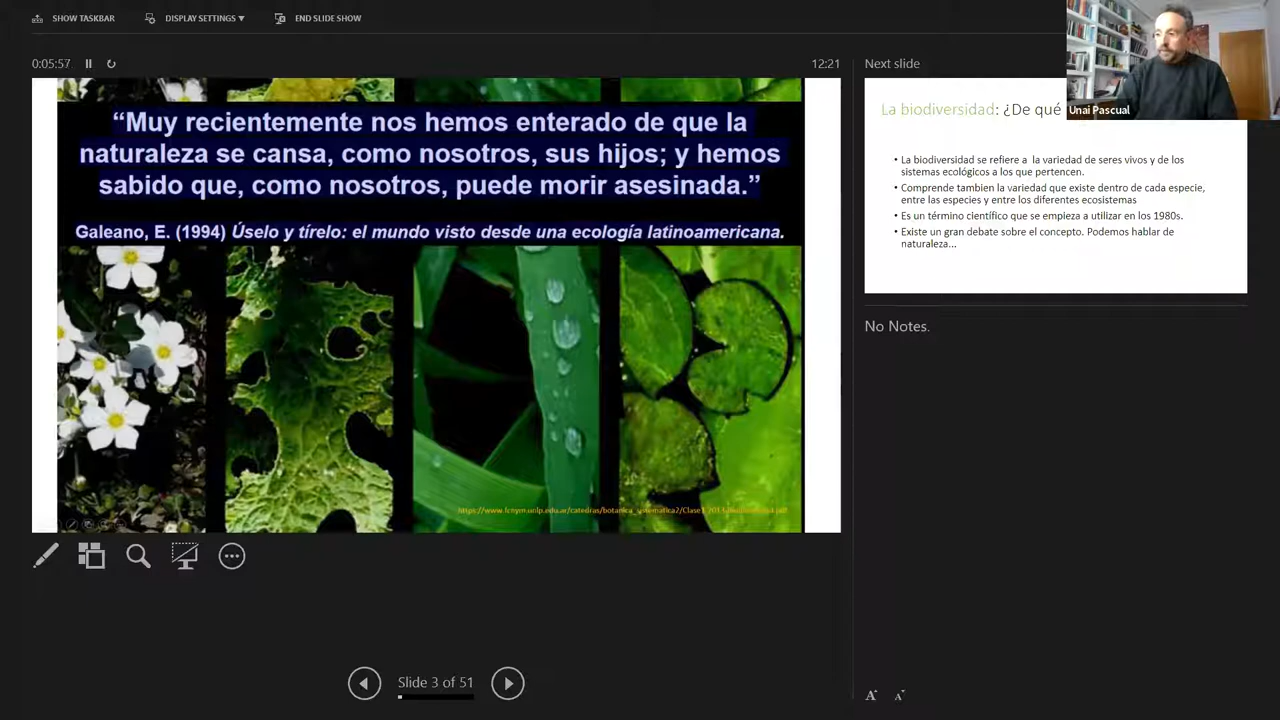 SHOW TASKBAR
DISPLAY SETTINGS ▼
END SLIDE SHOW
0:05:57
12:21
“Muy recientemente nos hemos enterado de que la
naturaleza se cansa, como nosotros, sus hijos; y hemos
sabido que, como nosotros, puede morir asesinada.”
Galeano, E. (1994) Úselo y tírelo: el mundo visto desde una ecología latinoamericana.
Slide 3 of 51
Next slide
Unai Pascual
La biodiversidad: ¿De qué
• La biodiversidad se refiere a la variedad de seres vivos y de los
sistemas ecológicos a los que pertencen.
• Comprende tambien la variedad que existe dentro de cada especie,
entre las especies y entre los diferentes ecosistemas
• Es un término científico que se empieza a utilizar en los 1980s.
• Existe un gran debate sobre el concepto. Podemos hablar de
naturaleza...
No Notes.
A A